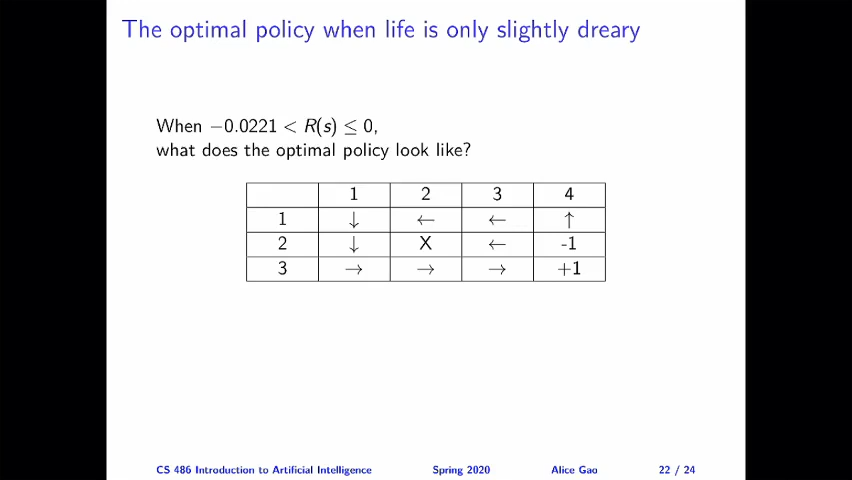 The optimal policy when life is only slightly dreary
When −0.0221 < R(s) ≤ 0,
what does the optimal policy look like?
1 2 3 4
1 ↓ ← ← ↑
2 ↓ X ← -1
3 → → → +1
CS 486 Introduction to Artificial Intelligence Spring 2020 Alice Gao 22 / 24